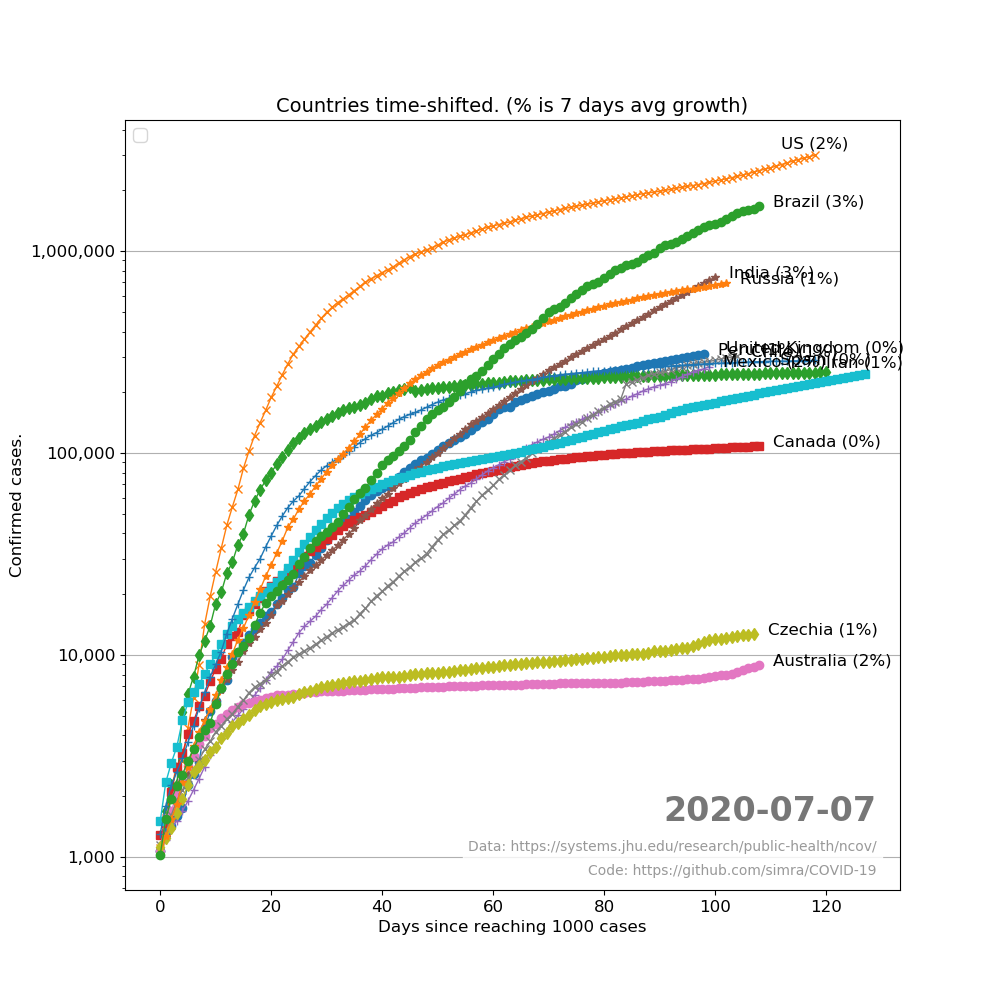 Countries time-shifted. (% is 7 days avg growth)
US (2%)
Brazil (3%)
1,000,000
India (3%)
Russia (1%)
United Kingdom (0%)
Canada (0%)
100,000
Confirmed cases.
Czechia (1%)
10,000
Australia (2%)
2020-07-07
Data: https://systems.jhu.edu/research/public-health/ncov/
1,000
Code: https://github.com/simra/COVID-19
0 20 40 60 80 100 120
Days since reaching 1000 cases